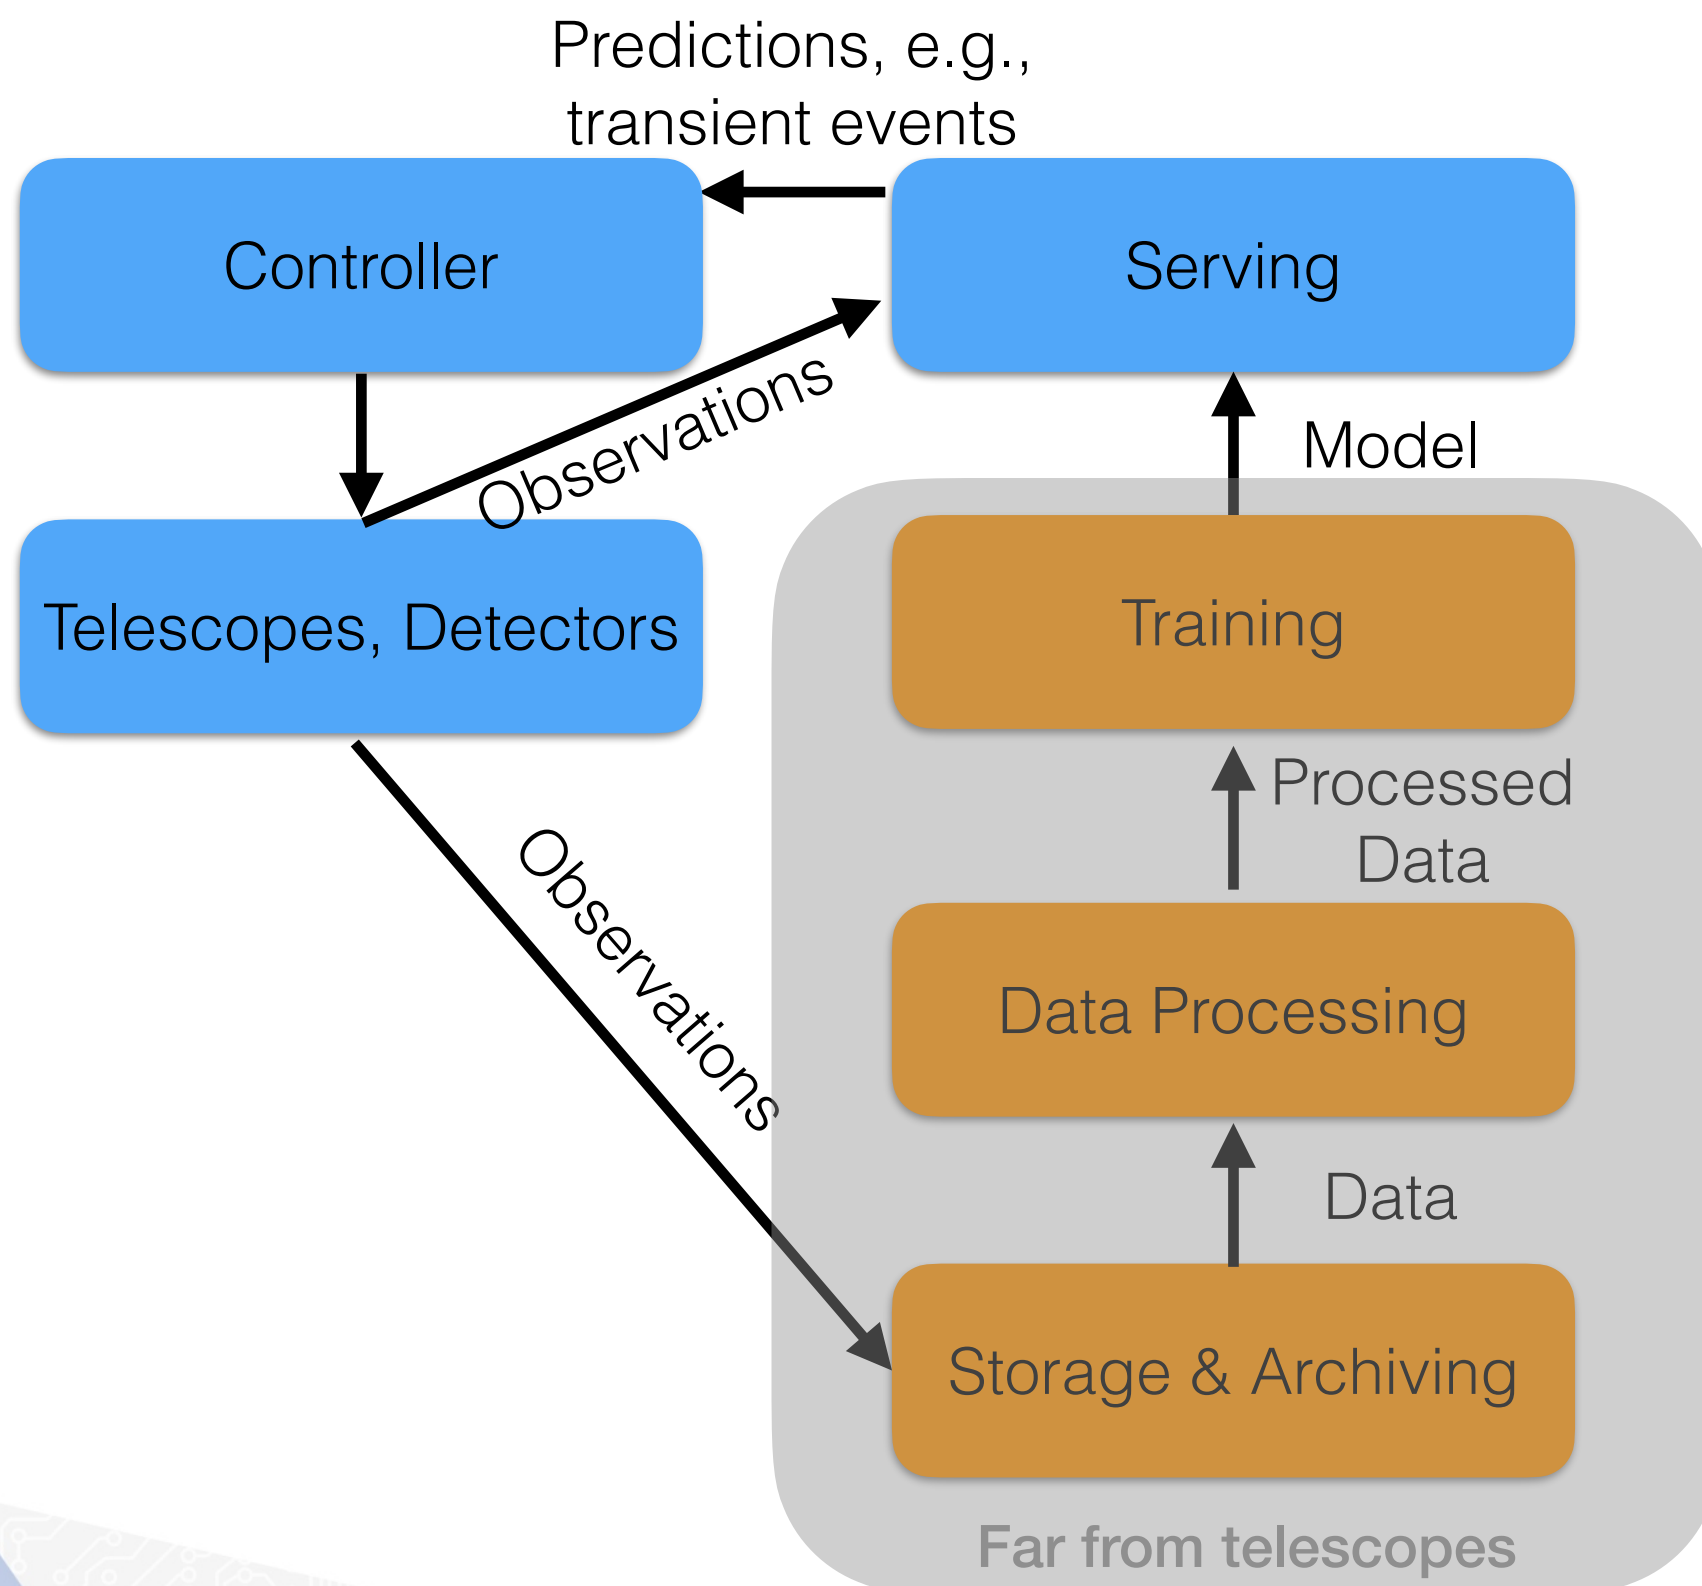 Predictions, e.g.,
transient events
Controller
Serving
Observations
Model
Telescopes, Detectors
Training
Processed
Data
Observations
Data Processing
Data
Storage & Archiving
Far from telescopes